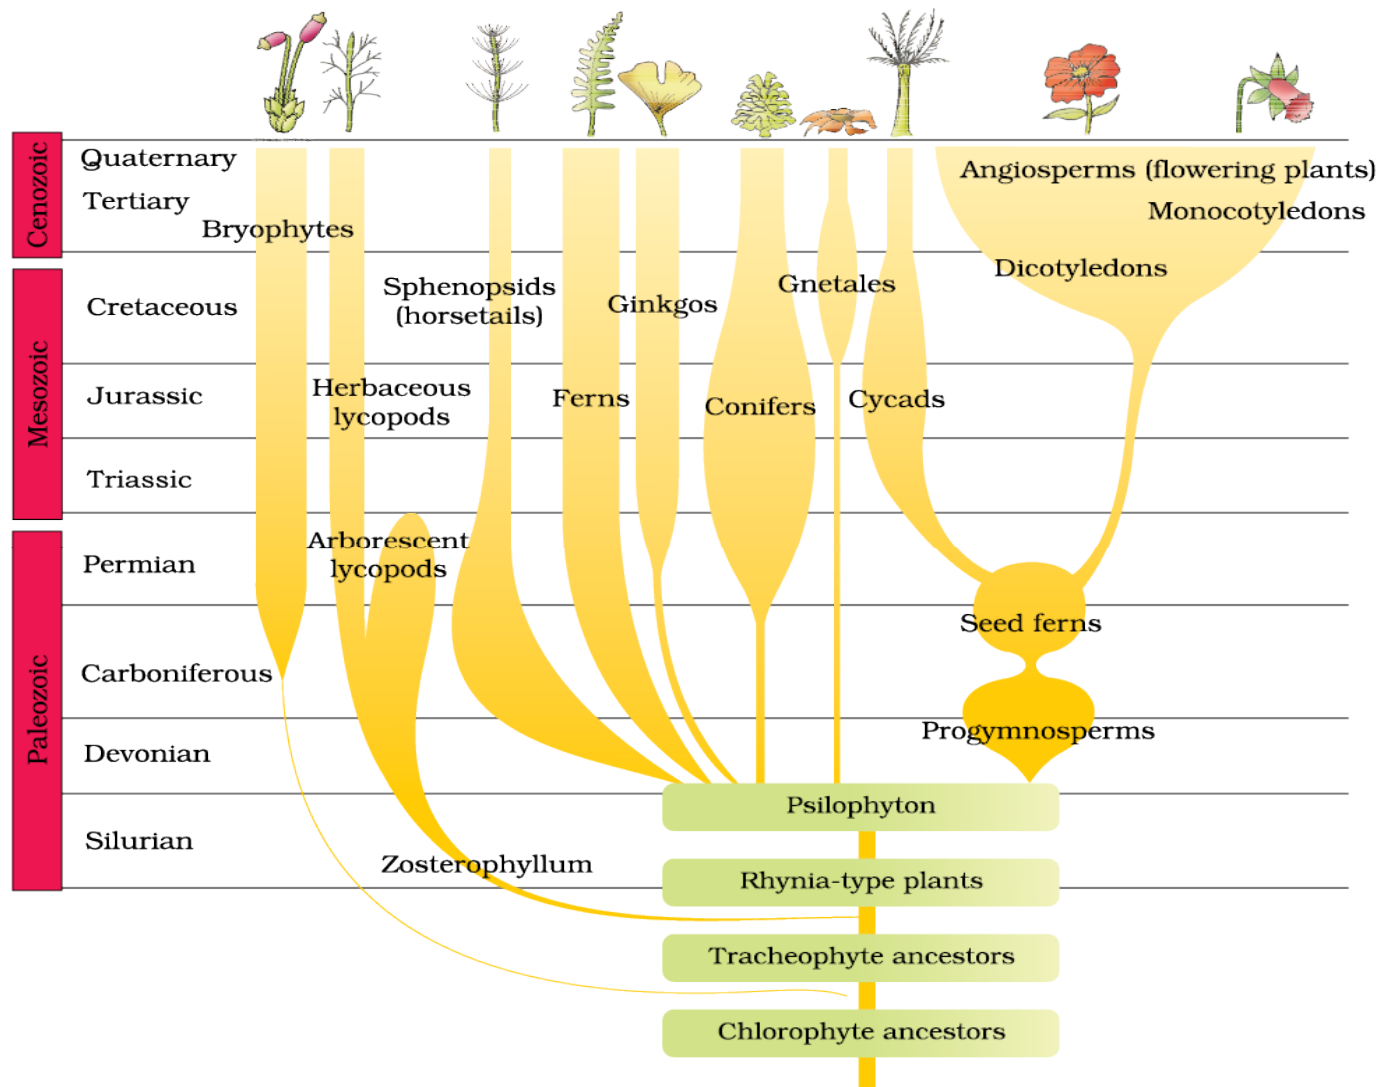 Cenozoic
Quaternary
Angiosperms (flowering plants)
Tertiary
Monocotyledons
Bryophytes
Dicotyledons
Mesozoic
Cretaceous
Sphenopsids
(horsetails)
Ginkgos
Gnetales
Jurassic
Herbaceous
lycopods
Ferns
Conifers
Cycads
Triassic
Paleozoic
Permian
Arborescent
lycopods
Seed ferns
Carboniferous
Progymnosperms
Devonian
Psilophyton
Silurian
Zosterophyllum
Rhynia-type plants
Tracheophyte ancestors
Chlorophyte ancestors